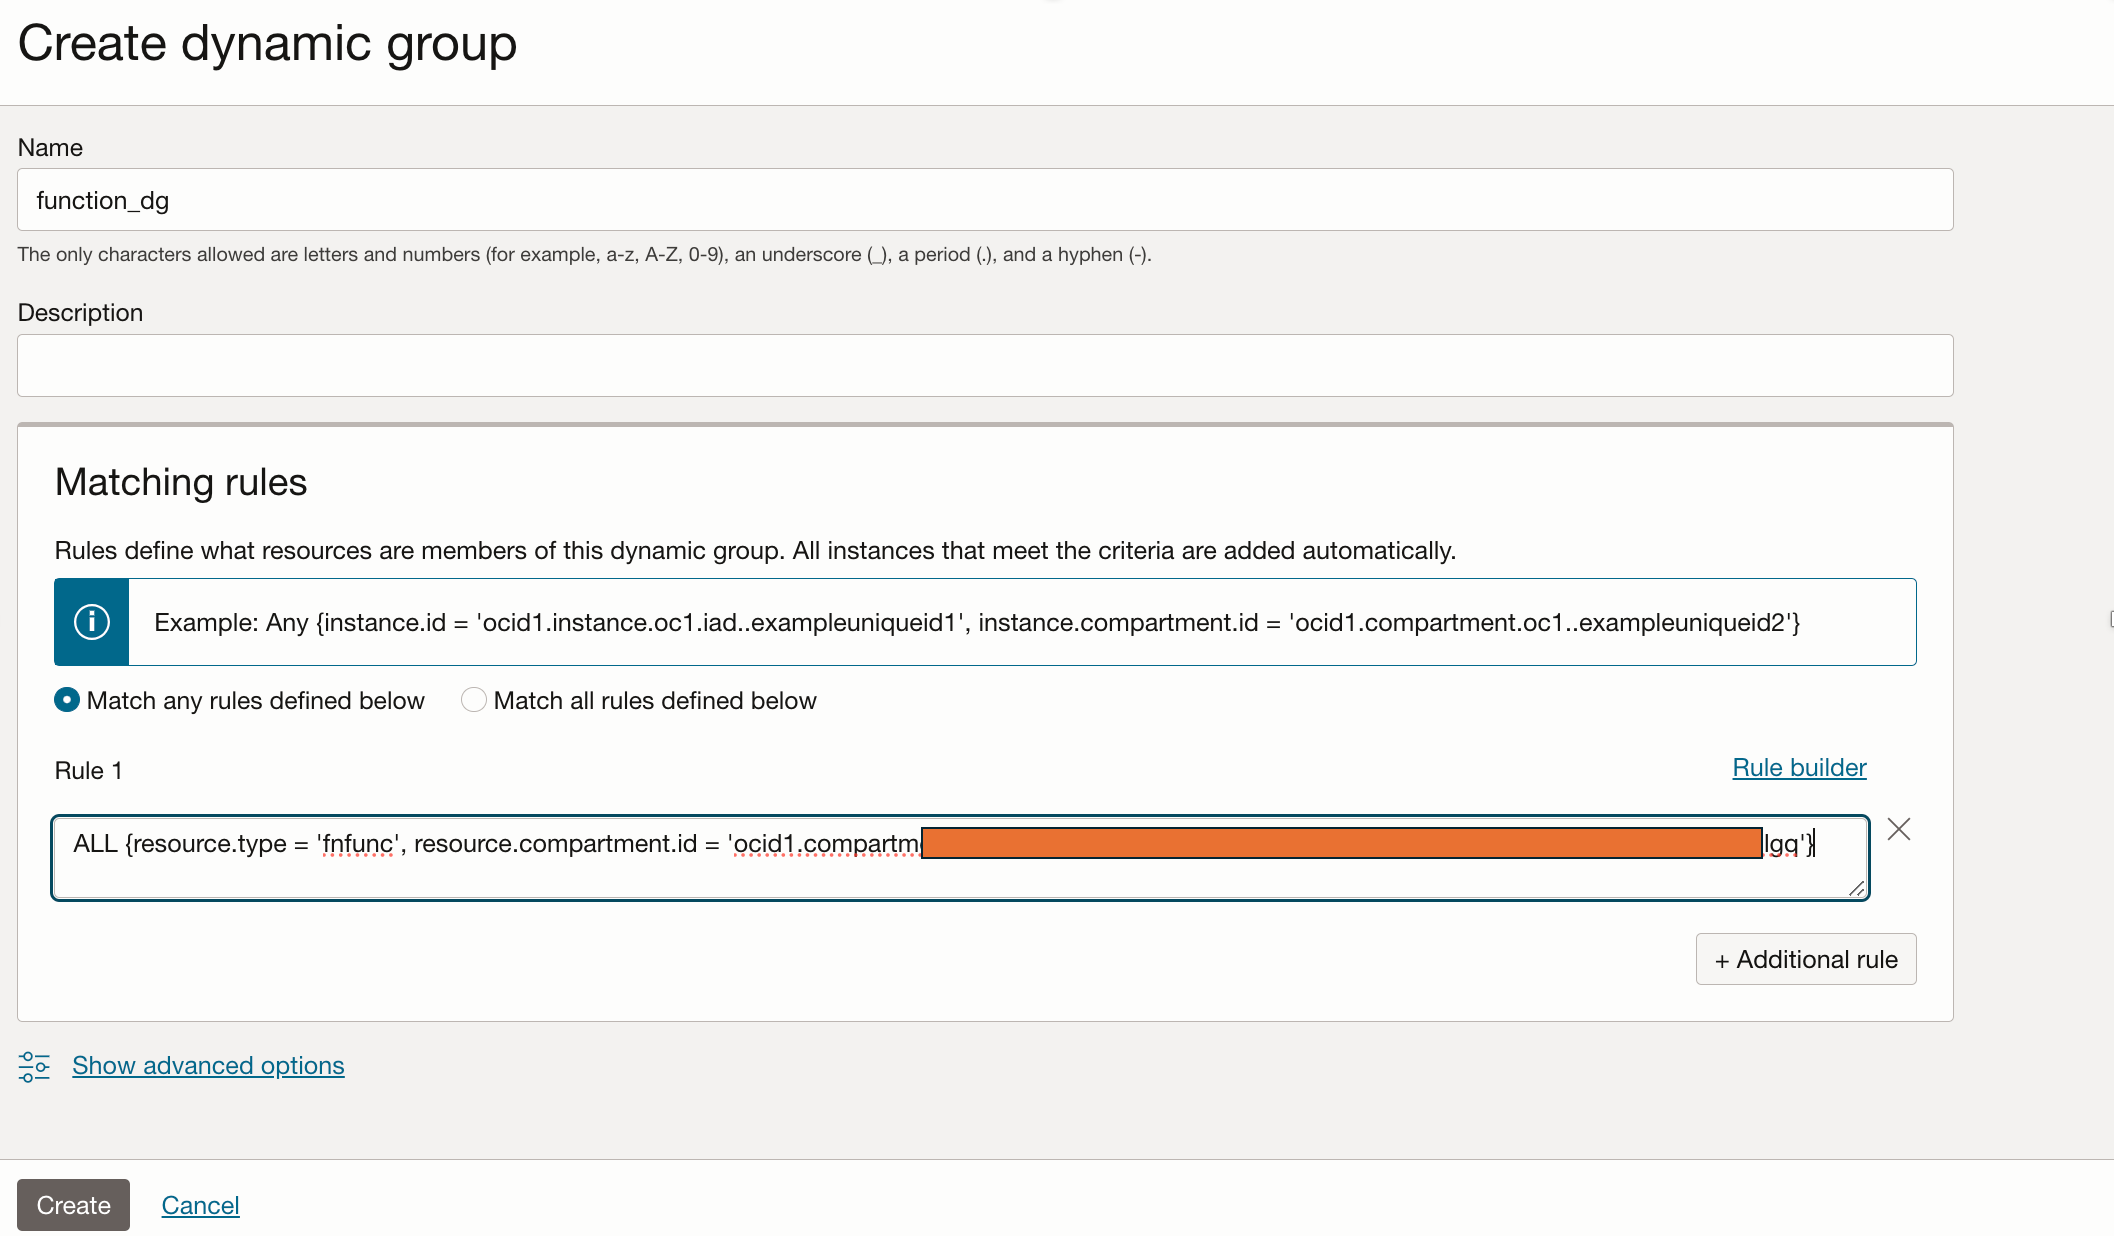 Create dynamic group
Name
function_dg
The only characters allowed are letters and numbers (for example, a-z, A-Z, 0-9), an underscore (_), a period (.), and a hyphen (-).
Description
Matching rules
Rules define what resources are members of this dynamic group. All instances that meet the criteria are added automatically.
Example: Any {instance.id = 'ocid1.instance.oc1.iad..exampleuniqueid1', instance.compartment.id = 'ocid1.compartment.oc1..exampleuniqueid2'}
Match any rules defined below Match all rules defined below
Rule 1 Rule builder
ALL {resource.type = 'fnfunc', resource.compartment.id = 'ocid1.compartm lgq'}
+ Additional rule
Show advanced options
Create Cancel